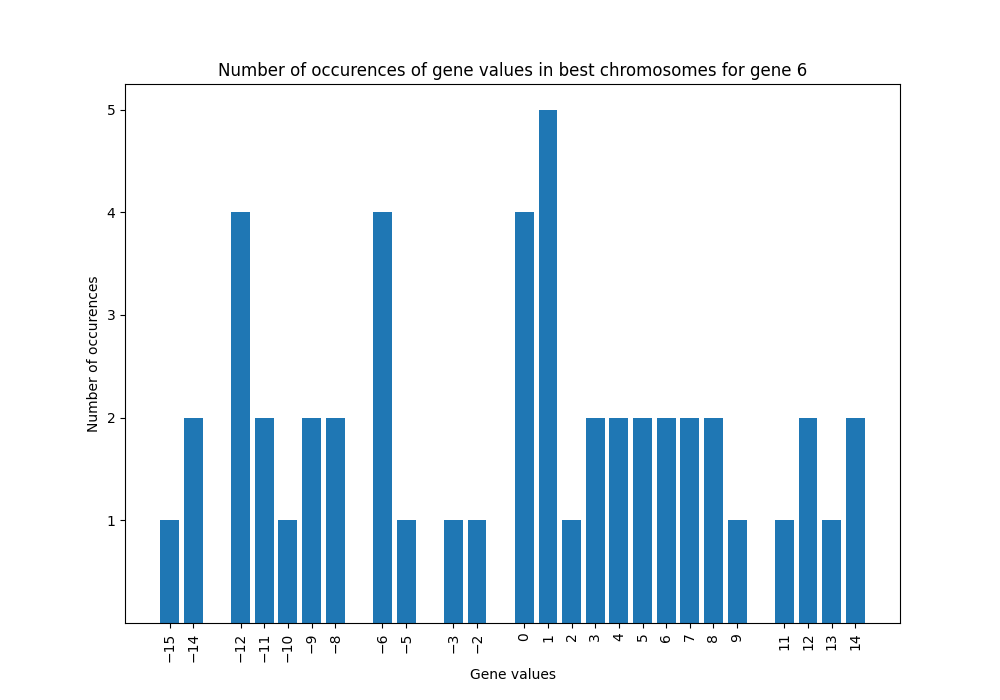 Number of occurences of gene values in best chromosomes for gene 6
Number of occurences
5
4
3
2
1
−15 −14 −12 −11 −10 −9 −8 −6 −5 −3 −2 0 1 2 3 4 5 6 7 8 9 11 12 13 14
Gene values